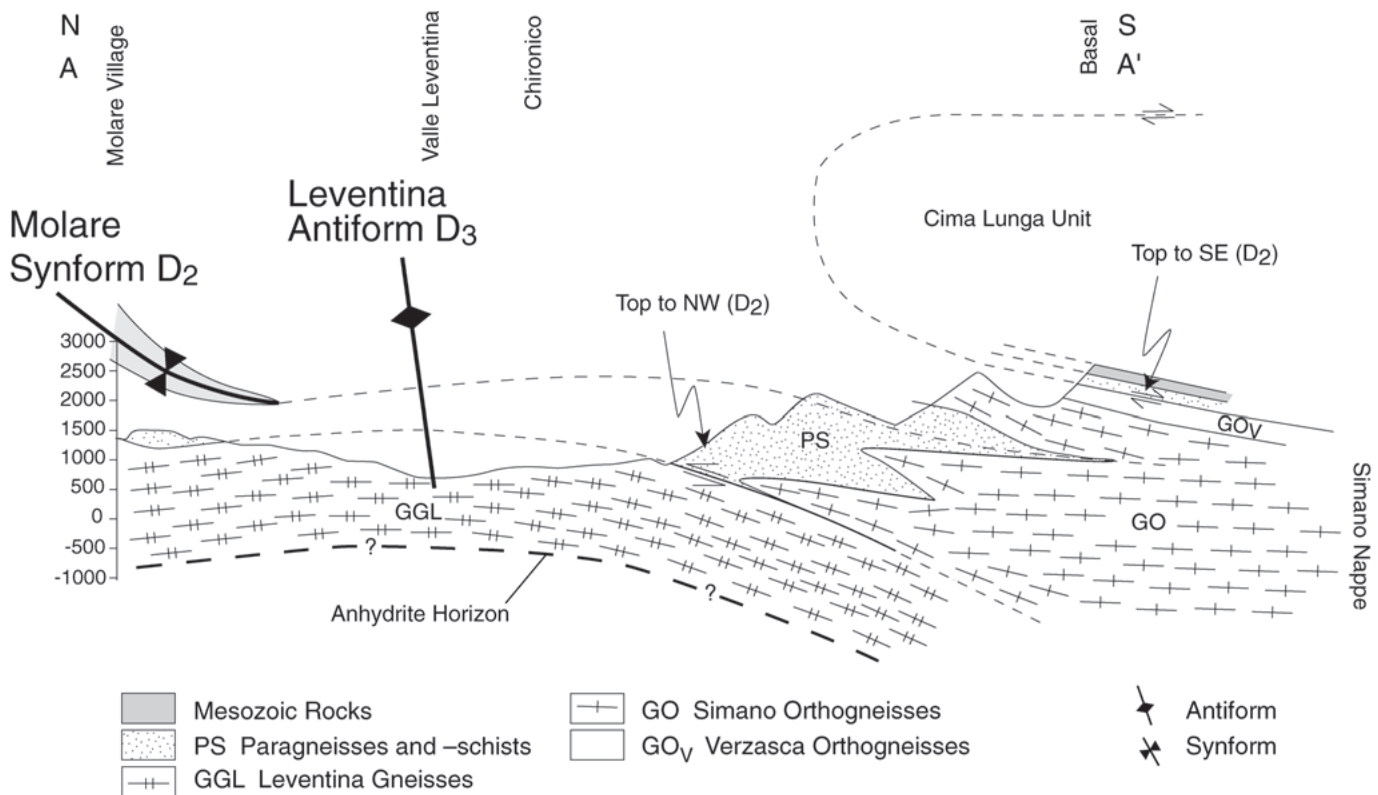 N
A
Molare Village
Valle Leventina
Chironico
Basal
S
A'
Leventina
Antiform D3
Molare
Synform D2
Cima Lunga Unit
Top to SE (D2)
Top to NW (D2)
3000
2500
2000
1500
1000
500
0
-500
-1000
PS
GOV
GGL
GO
?
?
Simano Nappe
Anhydrite Horizon
Mesozoic Rocks
PS Paragneisses and –schists
GGL Leventina Gneisses
GO Simano Orthogneisses
GOV Verzasca Orthogneisses
Antiform
Synform